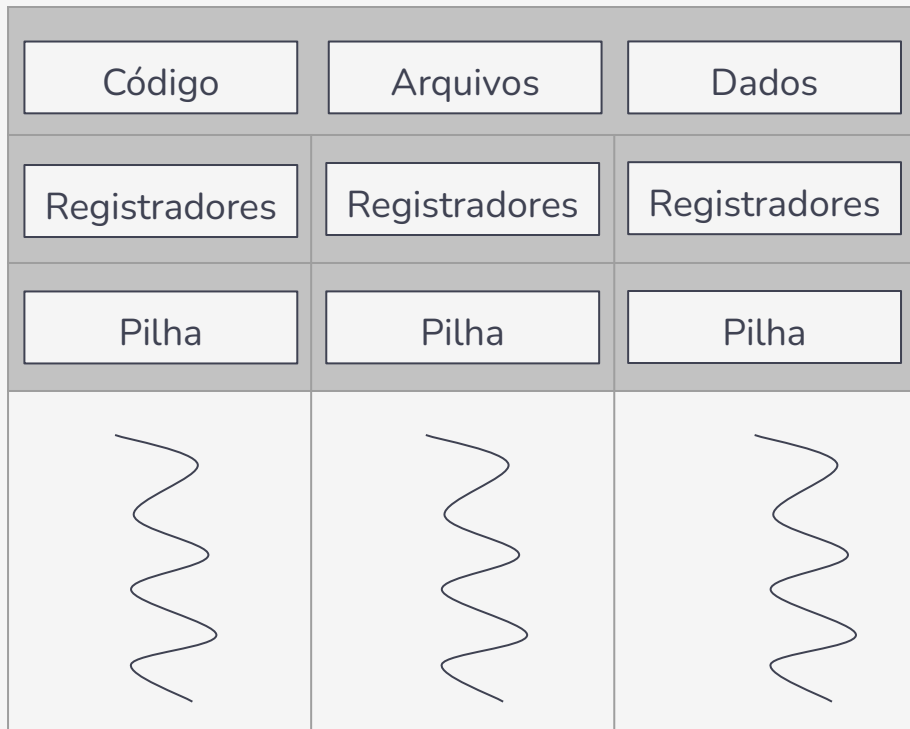 Código
Arquivos
Dados
Registradores
Registradores
Registradores
Pilha
Pilha
Pilha